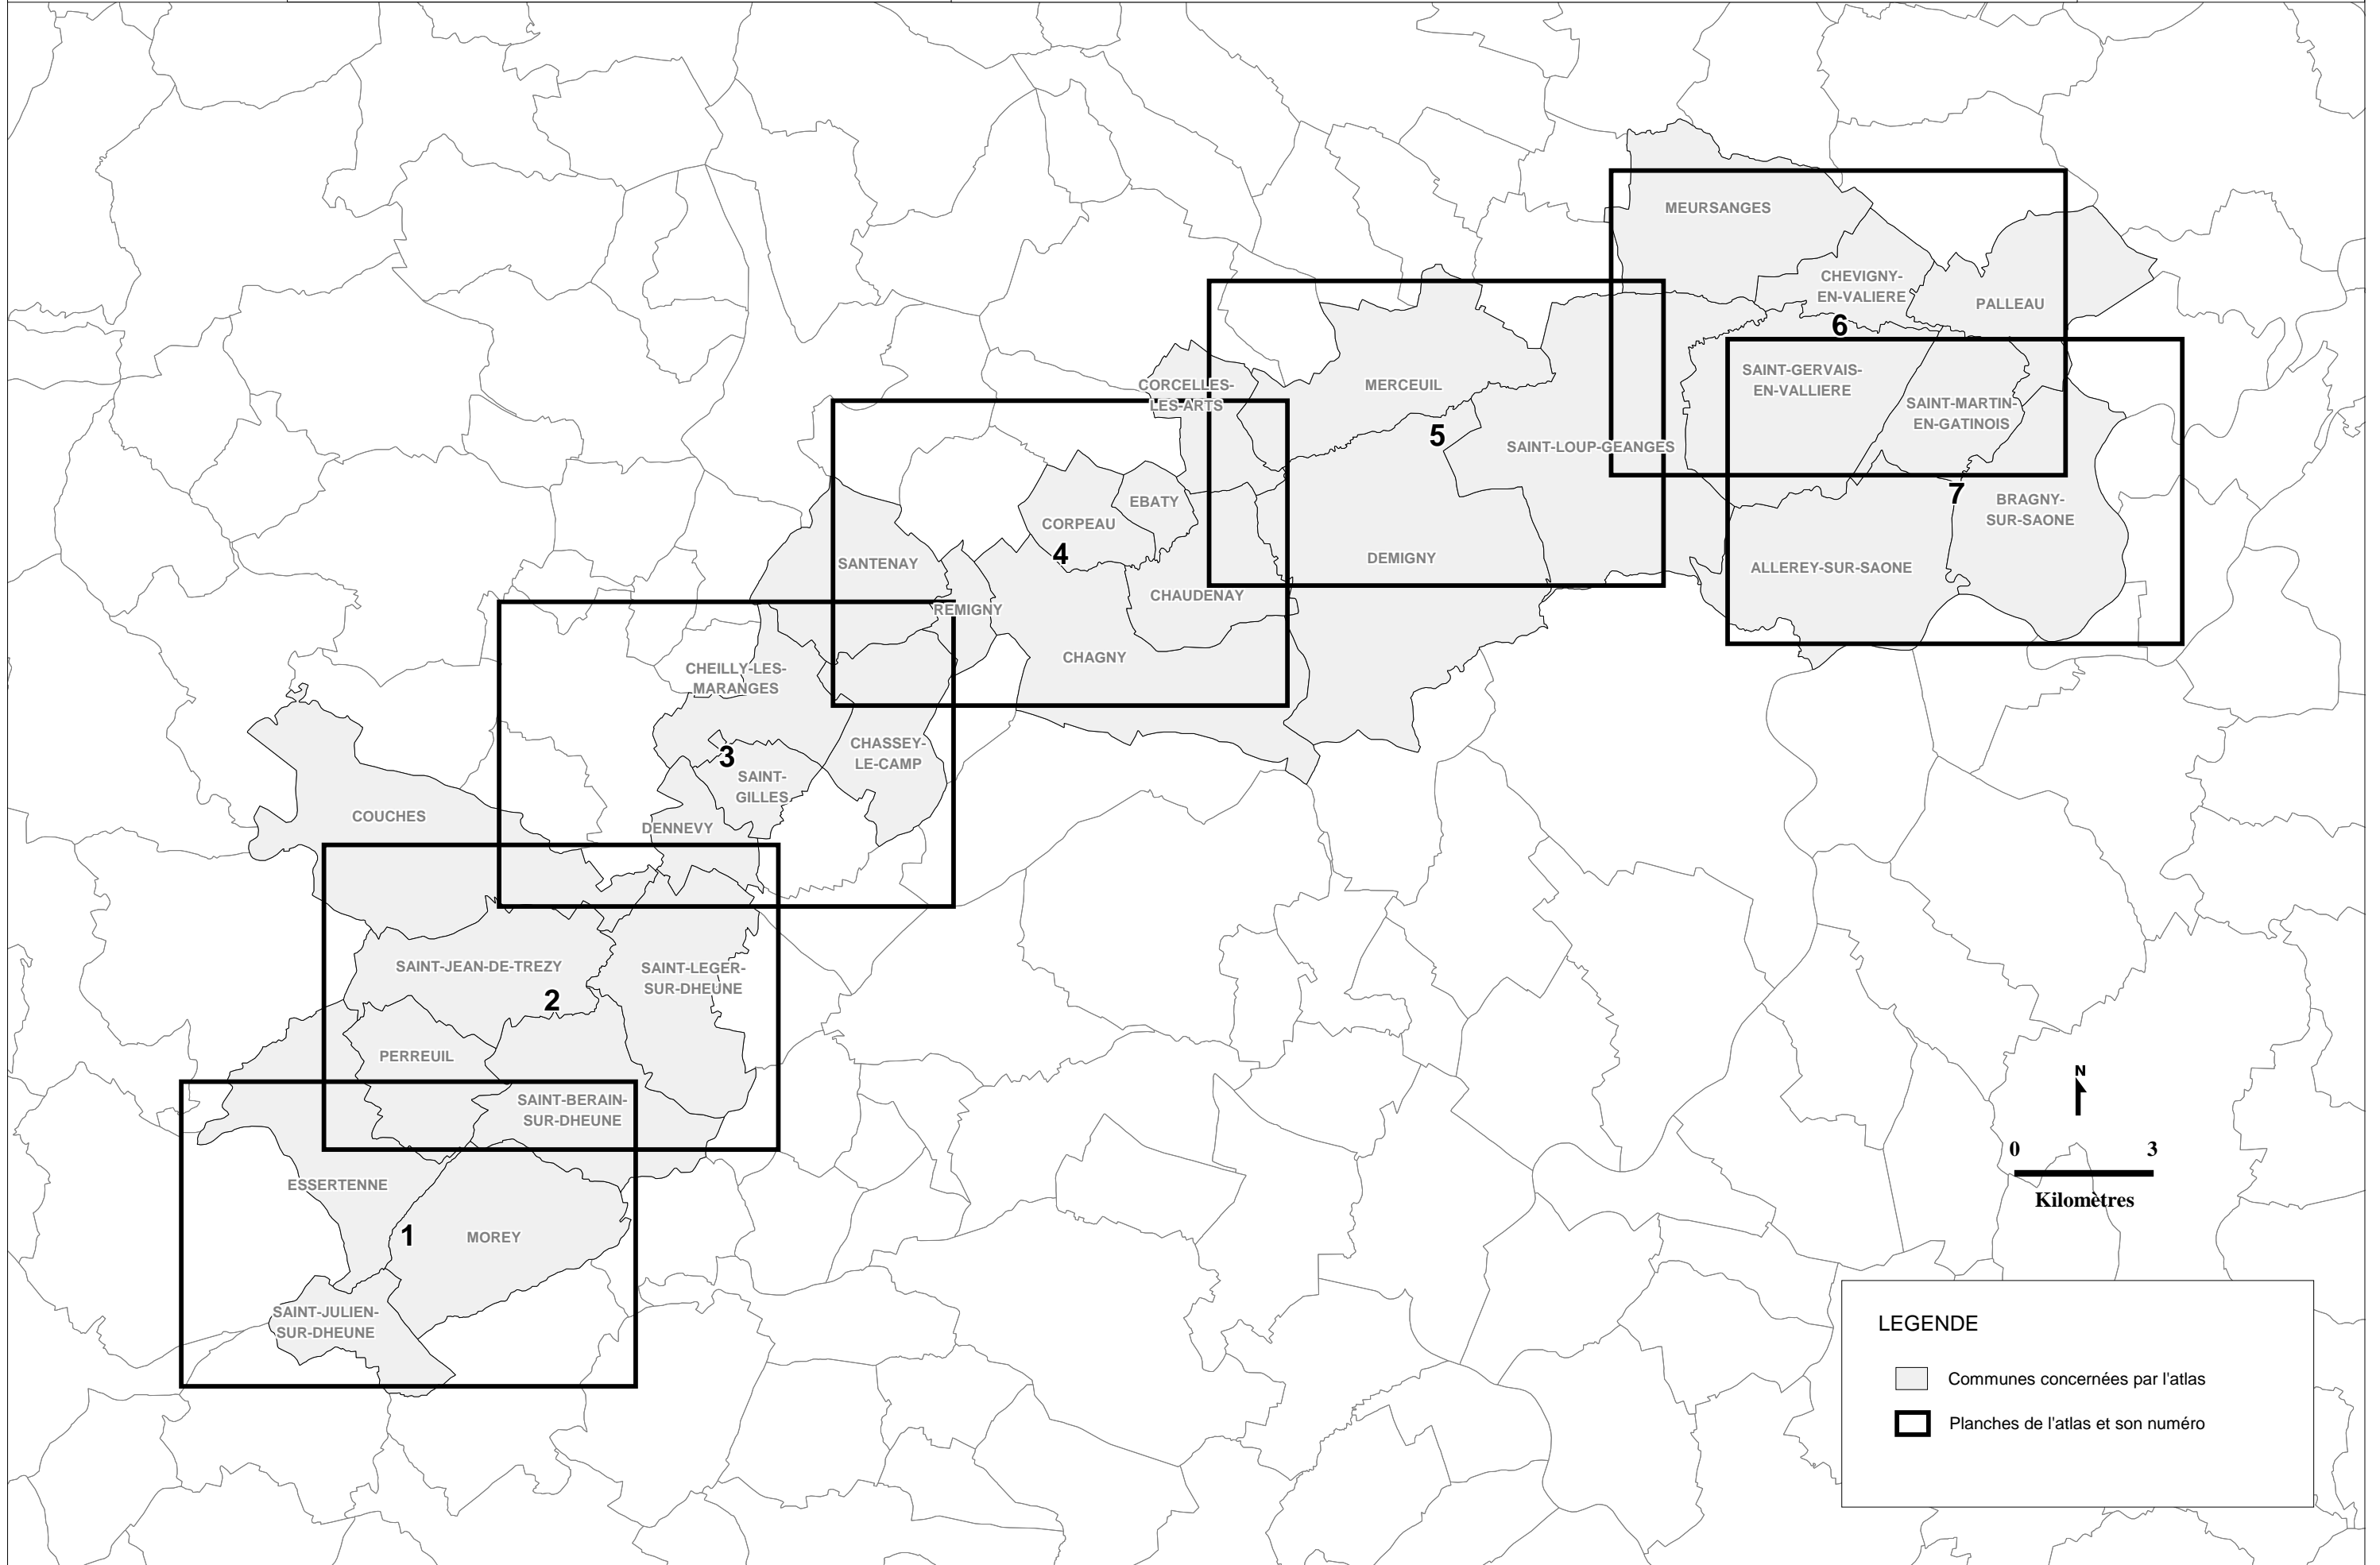 MEURSANGES
CHEVIGNY-
EN-VALIERE
PALLEAU
6
CORCELLES-
LES-ARTS
MERCEUIL
5
SAINT-LOUP-GEANGES
SAINT-GERVAIS-
EN-VALLIERE
SAINT-MARTIN-
EN-GATINOIS
7
BRAGNY-
SUR-SAONE
ALLEREY-SUR-SAONE
DEMIGNY
EBATY
CORPEAU
4
SANTENAY
CHAUDENAY
REMIGNY
CHAGNY
CHEILLY-LES-
MARANGES
3
CHASSEY-
LE-CAMP
SAINT-
GILLES
DENNEVY
COUCHES
SAINT-JEAN-DE-TREZY
SAINT-LEGER-
SUR-DHEUNE
2
PERREUIL
SAINT-BERAIN-
SUR-DHEUNE
ESSERTENNE
1
MOREY
SAINT-JULIEN-
SUR-DHEUNE
N
0 3
Kilomètres
LEGENDE
Communes concernées par l'atlas
Planches de l'atlas et son numéro